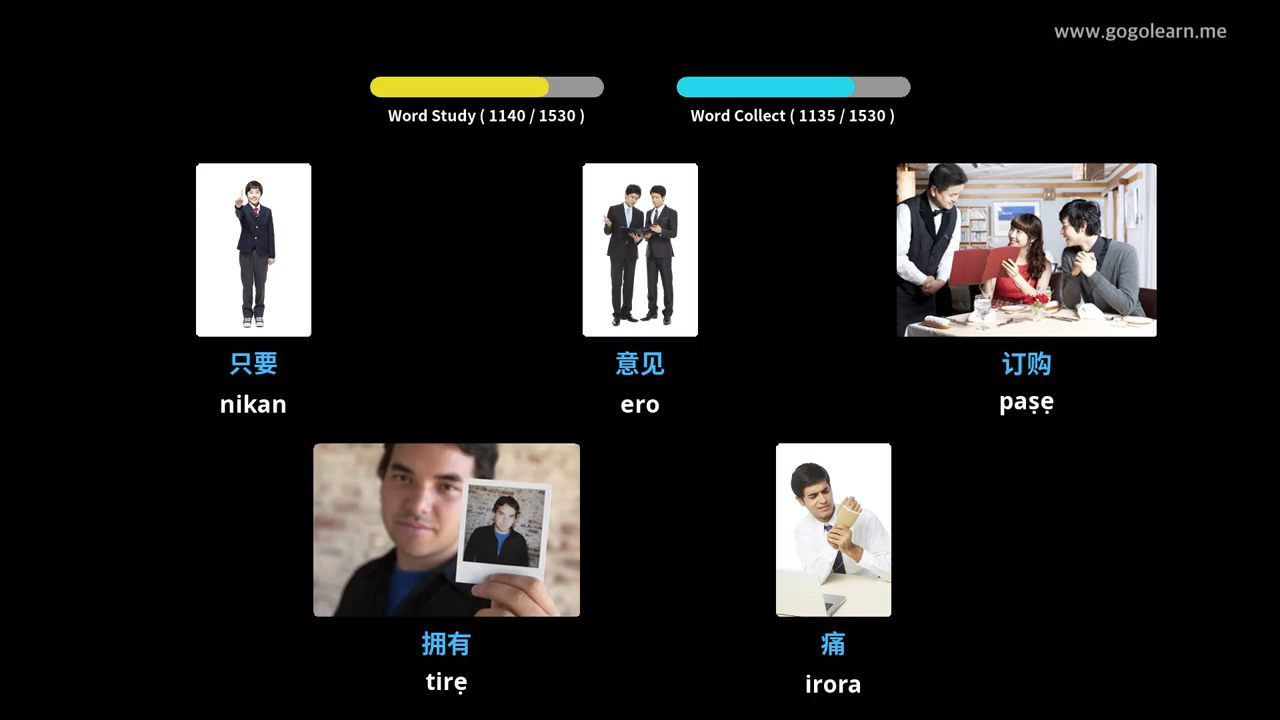 www.gogolearn.me
Word Study ( 1140 / 1530 )
Word Collect ( 1135 / 1530 )
只要
nikan
意见
ero
订购
paṣẹ
拥有
tirẹ
痛
irora